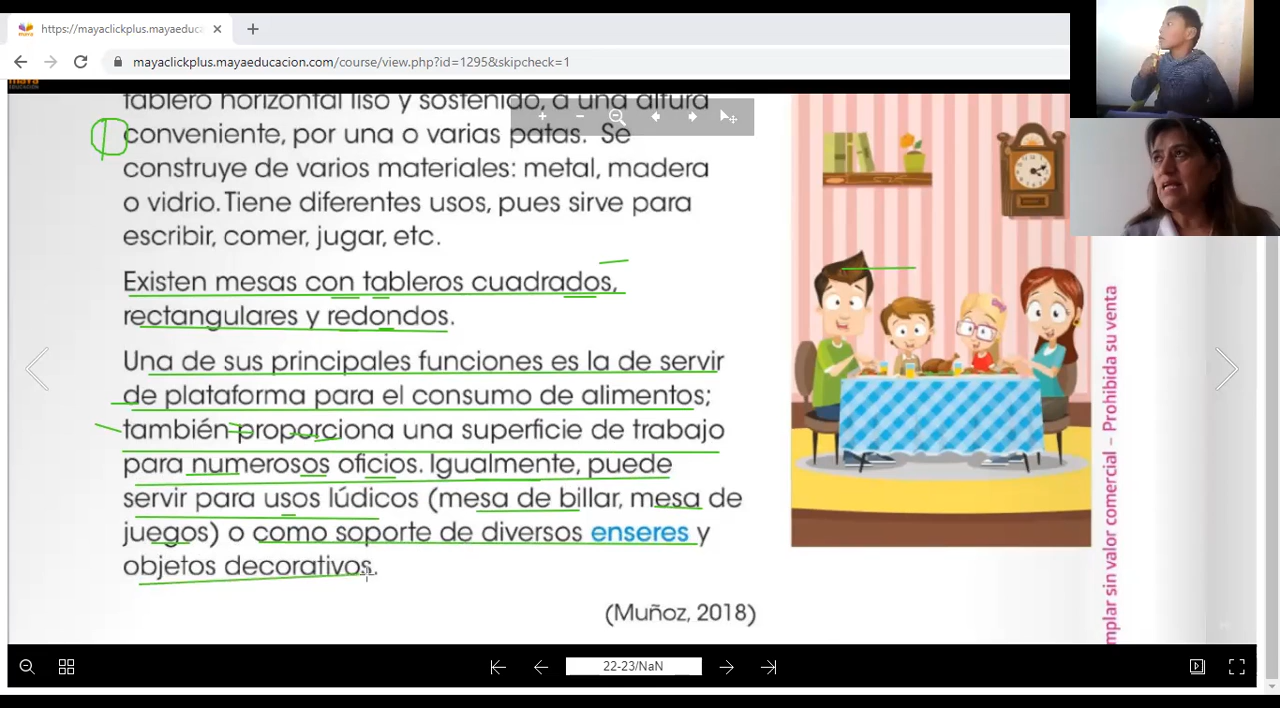 https://mayaclickplus.mayaeduca
mayaclickplus.mayaeducacion.com/course/view.php?id=1295&skipcheck=1
tablero horizontal liso y sostenido, a una altura
conveniente, por una o varias patas. Se
construye de varios materiales: metal, madera
o vidrio. Tiene diferentes usos, pues sirve para
escribir, comer, jugar, etc.
Existen mesas con tableros cuadrados,
rectangulares y redondos.
Una de sus principales funciones es la de servir
de plataforma para el consumo de alimentos;
también proporciona una superficie de trabajo
para numerosos oficios. Igualmente, puede
servir para usos lúdicos (mesa de billar, mesa de
juegos) o como soporte de diversos enseres y
objetos decorativos.
(Muñoz, 2018)
mplar sin valor comercial – Prohibida su venta
22-23/NaN